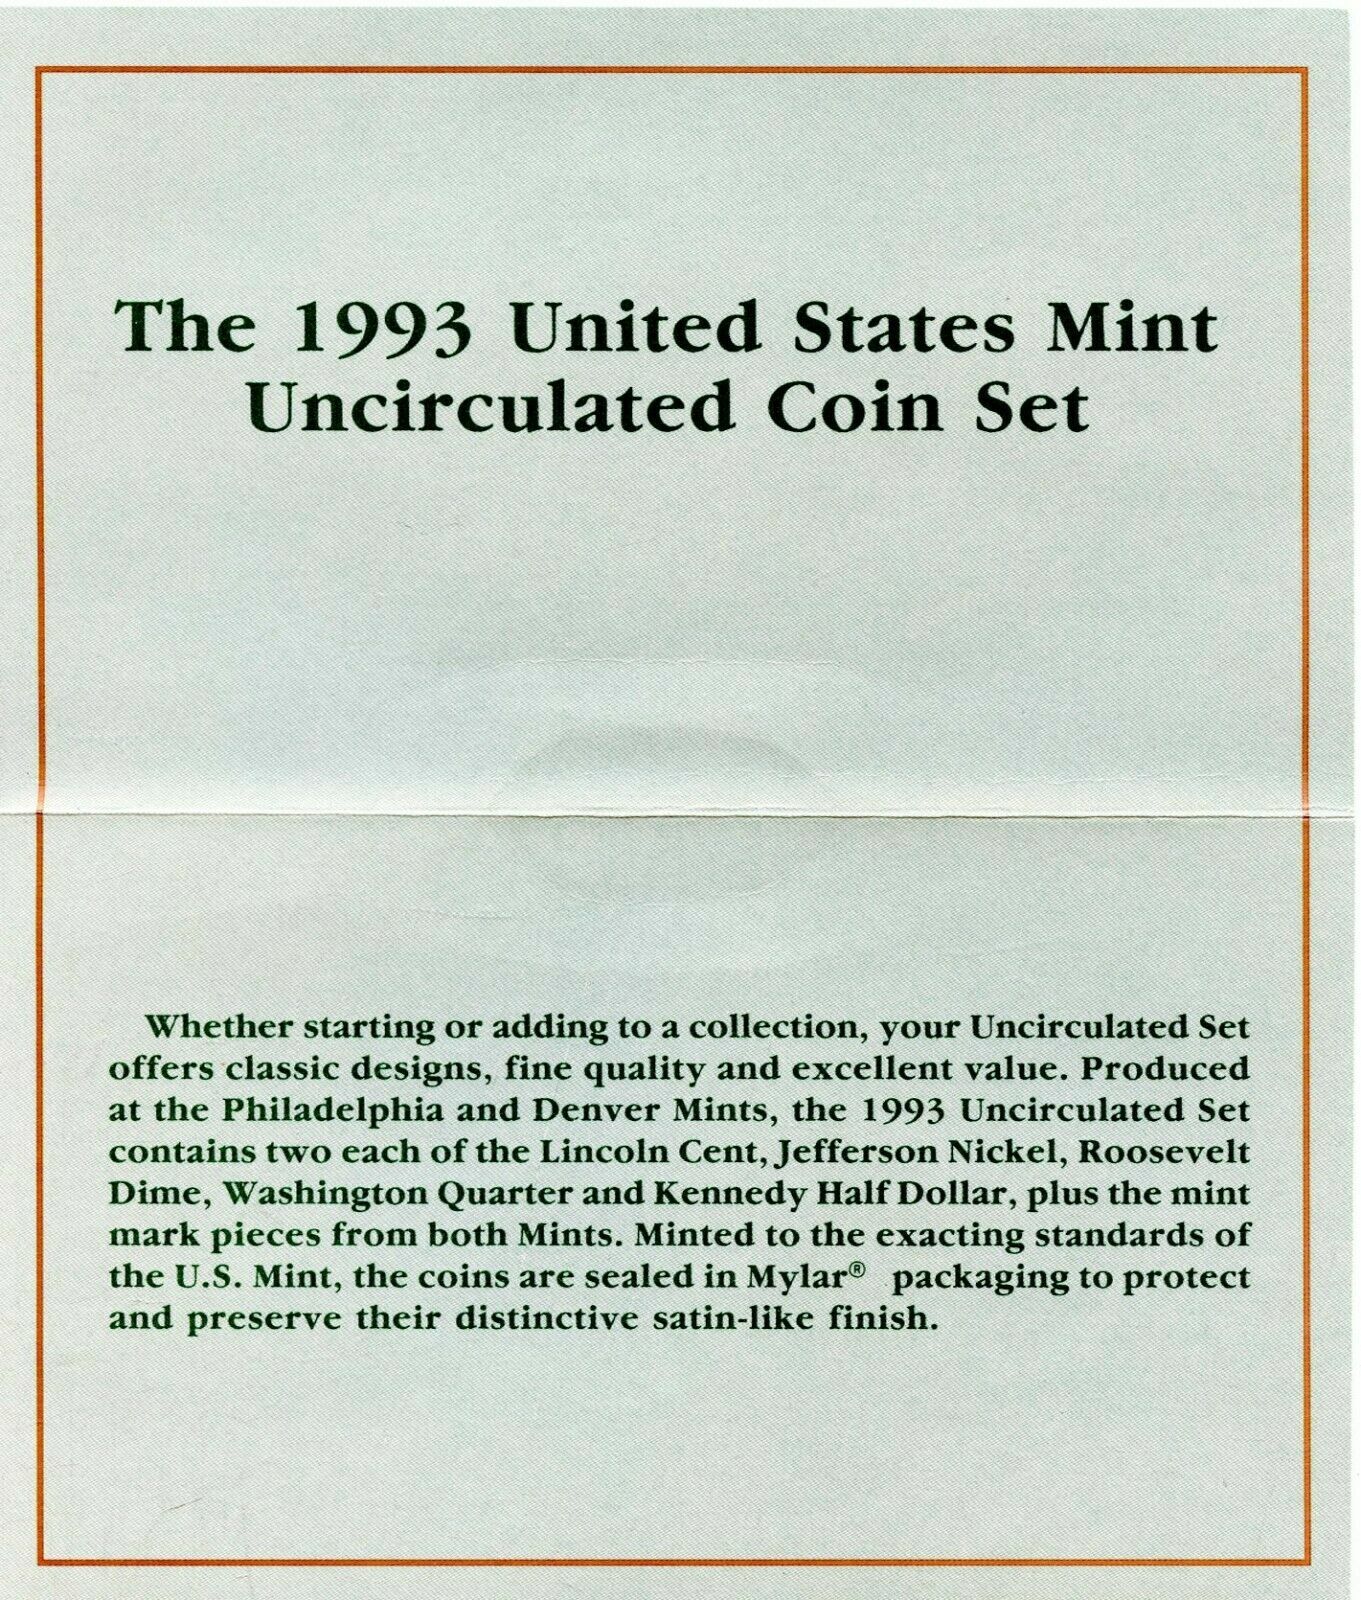 The 1993 United States Mint
Uncirculated Coin Set
Whether starting or adding to a collection, your Uncirculated Set
offers classic designs, fine quality and excellent value. Produced
at the Philadelphia and Denver Mints, the 1993 Uncirculated Set
contains two each of the Lincoln Cent, Jefferson Nickel, Roosevelt
Dime, Washington Quarter and Kennedy Half Dollar, plus the mint
mark pieces from both Mints. Minted to the exacting standards of
the U.S. Mint, the coins are sealed in Mylar® packaging to protect
and preserve their distinctive satin-like finish.